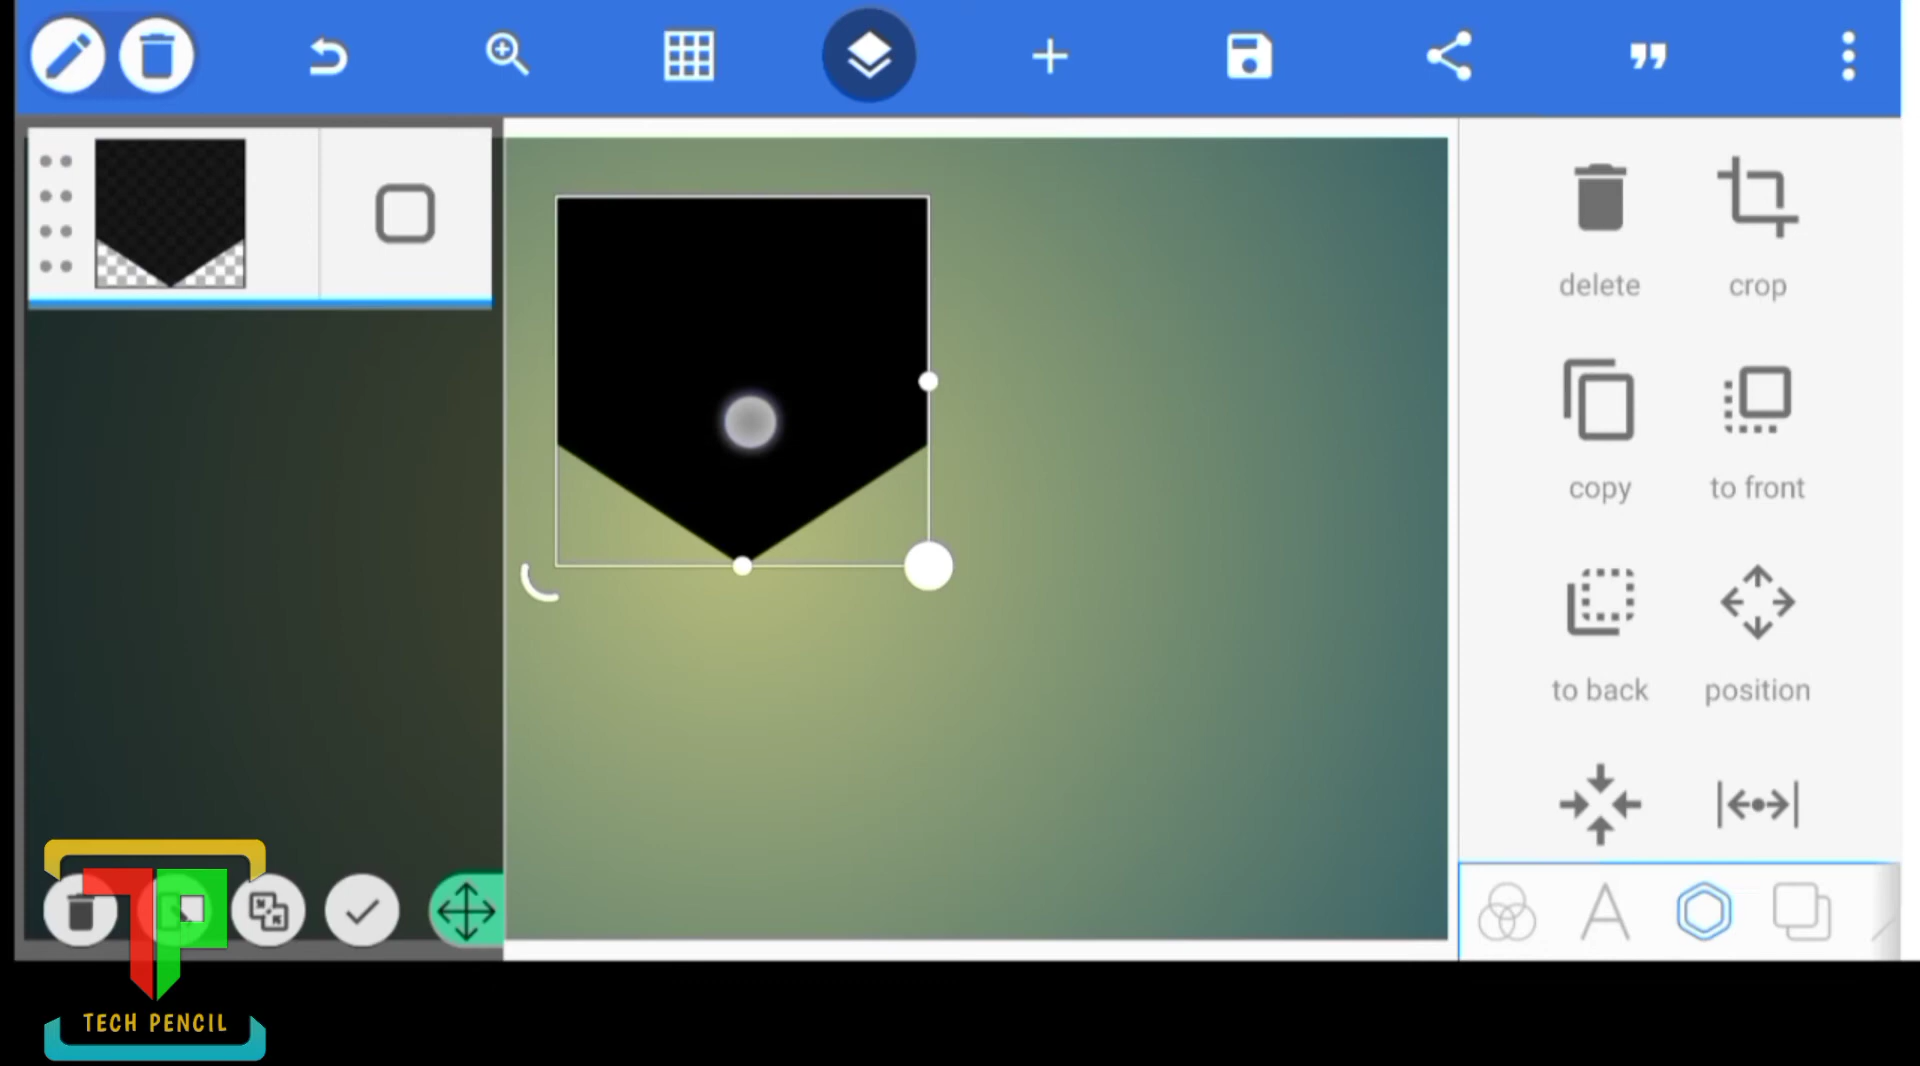 delete
crop
copy
to front
to back
position
TECH PENCIL